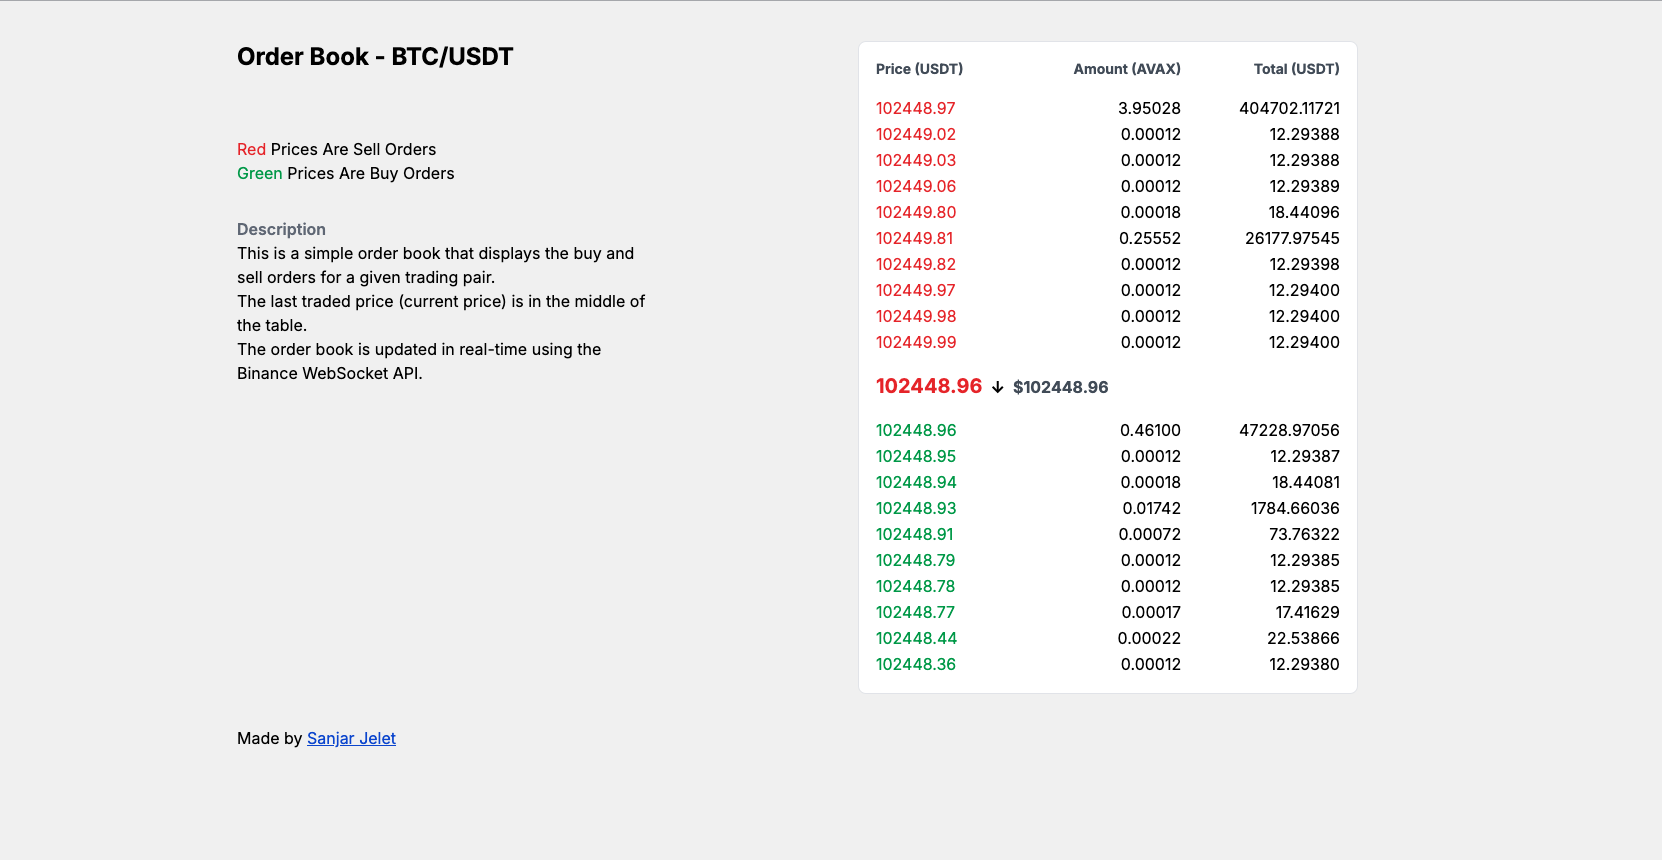 Order Book - BTC/USDT
Red Prices Are Sell Orders
Green Prices Are Buy Orders
Description
This is a simple order book that displays the buy and
sell orders for a given trading pair.
The last traded price (current price) is in the middle of
the table.
The order book is updated in real-time using the
Binance WebSocket API.
Price (USDT) Amount (AVAX) Total (USDT)
102448.97 3.95028 404702.11721
102449.02 0.00012 12.29388
102449.03 0.00012 12.29388
102449.06 0.00012 12.29389
102449.80 0.00018 18.44096
102449.81 0.25552 26177.97545
102449.82 0.00012 12.29398
102449.97 0.00012 12.29400
102449.98 0.00012 12.29400
102449.99 0.00012 12.29400
102448.96 ↓ $102448.96
102448.96 0.46100 47228.97056
102448.95 0.00012 12.29387
102448.94 0.00018 18.44081
102448.93 0.01742 1784.66036
102448.91 0.00072 73.76322
102448.79 0.00012 12.29385
102448.78 0.00012 12.29385
102448.77 0.00017 17.41629
102448.44 0.00022 22.53866
102448.36 0.00012 12.29380
Made by Sanjar Jelet